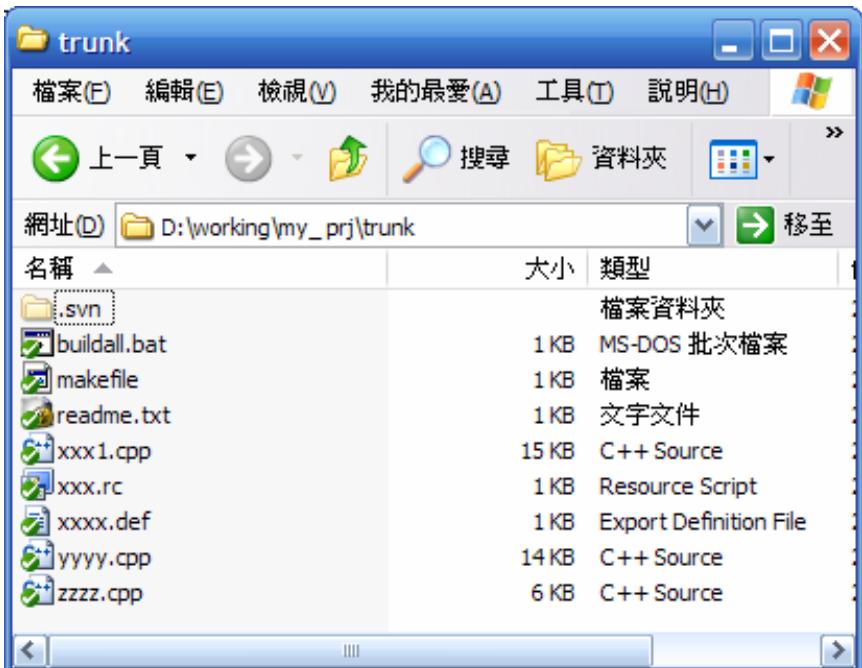 trunk
檔案(F) 編輯(E) 檢視(V) 我的最愛(A) 工具(T) 說明(H)
上一頁 搜尋 資料夾 »
網址(D) D:\working\my_prj\trunk 移至
名稱 大小 類型
.svn 檔案資料夾
buildall.bat 1 KB MS-DOS 批次檔案
makefile 1 KB 檔案
readme.txt 1 KB 文字文件
xxx1.cpp 15 KB C++ Source
xxx.rc 1 KB Resource Script
xxxx.def 1 KB Export Definition File
yyyy.cpp 14 KB C++ Source
zzzz.cpp 6 KB C++ Source